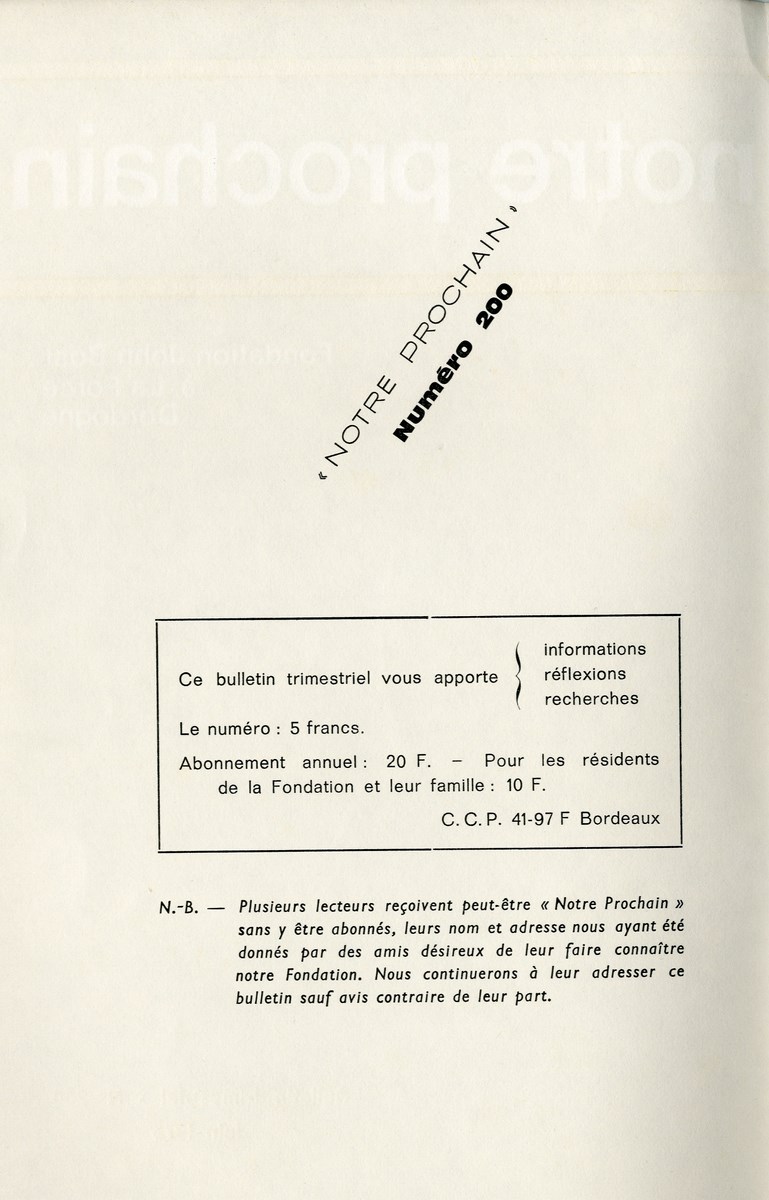 « NOTRE PROCHAIN »
Numéro 200
Ce bulletin trimestriel vous apporte { informations
réflexions
recherches
Le numéro : 5 francs.
Abonnement annuel : 20 F. – Pour les résidents
de la Fondation et leur famille : 10 F.
C.C.P. 41-97 F Bordeaux
N.-B. — Plusieurs lecteurs reçoivent peut-être « Notre Prochain »
sans y être abonnés, leurs nom et adresse nous ayant été
donnés par des amis désireux de leur faire connaître
notre Fondation. Nous continuerons à leur adresser ce
bulletin sauf avis contraire de leur part.
notre prochain